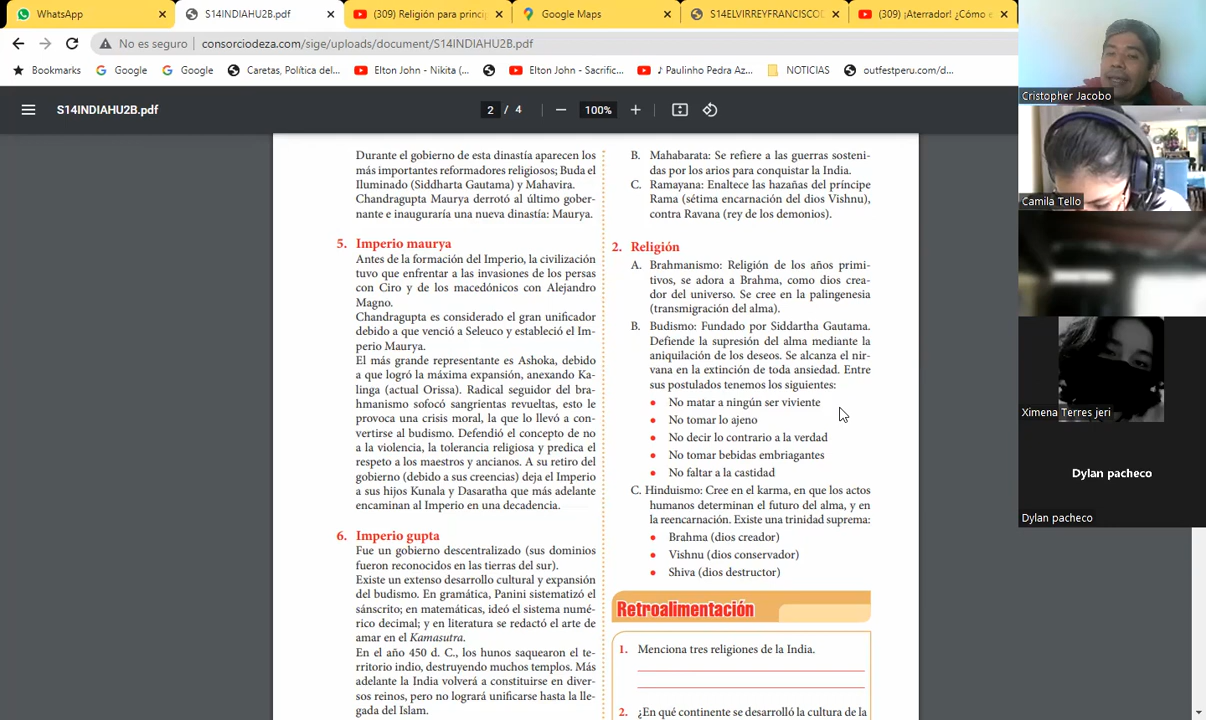 WhatsApp
S14INDIAHU2B.pdf
(309) Religión para princip
Google Maps
S14ELVIRREYFRANCISCO
(309) ¡Aterrador! ¿Cómo e
No es seguro
consorciodeza.com/sige/uploads/document/S14INDIAHU2B.pdf
Bookmarks
Google
Google
Caretas, Política del...
Elton John - Nikita (...
Elton John - Sacrific...
♪ Paulinho Pedra Az...
NOTICIAS
outfestperu.com/d...
S14INDIAHU2B.pdf
2 / 4
100%
Durante el gobierno de esta dinastía aparecen los
más importantes reformadores religiosos; Buda el
Iluminado (Siddharta Gautama) y Mahavira.
Chandragupta Maurya derrotó al último gober-
nante e inauguraría una nueva dinastía: Maurya.
5. Imperio maurya
Antes de la formación del Imperio, la civilización
tuvo que enfrentar a las invasiones de los persas
con Ciro y de los macedónicos con Alejandro
Magno.
Chandragupta es considerado el gran unificador
debido a que venció a Seleuco y estableció el Im-
perio Maurya.
El más grande representante es Ashoka, debido
a que logró la máxima expansión, anexando Ka-
linga (actual Orissa). Radical seguidor del bra-
hmanismo sofocó sangrientas revueltas, esto le
provoca una crisis moral, la que lo llevó a con-
vertirse al budismo. Defendió el concepto de no
a la violencia, la tolerancia religiosa y predica el
respeto a los maestros y ancianos. A su retiro del
gobierno (debido a sus creencias) deja el Imperio
a sus hijos Kunala y Dasaratha que más adelante
encaminan al Imperio en una decadencia.
6. Imperio gupta
Fue un gobierno descentralizado (sus dominios
fueron reconocidos en las tierras del sur).
Existe un extenso desarrollo cultural y expansión
del budismo. En gramática, Panini sistematizó el
sánscrito; en matemáticas, ideó el sistema numé-
rico decimal; y en literatura se redactó el arte de
amar en el Kamasutra.
En el año 450 d. C., los hunos saquearon el te-
rritorio indio, destruyendo muchos templos. Más
adelante la India volverá a constituirse en diver-
sos reinos, pero no logrará unificarse hasta la lle-
gada del Islam.
B. Mahabarata: Se refiere a las guerras sosteni-
das por los arios para conquistar la India.
C. Ramayana: Enaltece las hazañas del príncipe
Rama (sétima encarnación del dios Vishnu),
contra Ravana (rey de los demonios).
2. Religión
A. Brahmanismo: Religión de los años primi-
tivos, se adora a Brahma, como dios crea-
dor del universo. Se cree en la palingenesia
(transmigración del alma).
B. Budismo: Fundado por Siddartha Gautama.
Defiende la supresión del alma mediante la
aniquilación de los deseos. Se alcanza el nir-
vana en la extinción de toda ansiedad. Entre
sus postulados tenemos los siguientes:
• No matar a ningún ser viviente
• No tomar lo ajeno
• No decir lo contrario a la verdad
• No tomar bebidas embriagantes
• No faltar a la castidad
C. Hinduismo: Cree en el karma, en que los actos
humanos determinan el futuro del alma, y en
la reencarnación. Existe una trinidad suprema:
• Brahma (dios creador)
• Vishnu (dios conservador)
• Shiva (dios destructor)
Retroalimentación
1. Menciona tres religiones de la India.
2. ¿En qué continente se desarrolló la cultura de la
Cristopher Jacobo
Camila Tello
Ximena Terres jeri
Dylan pacheco
Dylan pacheco